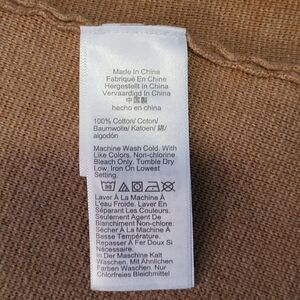 Made In China
Fabriqué En Chine
Hergestellt In China
Vervaardigd In China
中国製
hecho en china
100% Cotton/ Coton/
Baumwolle/ Katoen/ 綿/
algodón
Machine Wash Cold. With
Like Colors. Non-chlorine
Bleach Only. Tumble Dry
Low, Iron on Lowest
Setting.
30
Laver À La Machine À
L'eau Froide. Laver En
Séparant Les Couleurs.
Seulement Agent De
Blanchiment Non Chloré.
Sécher À La Machine À
Basse Température.
Repasser À Fer Doux Si
Nécessaire.
In Der Maschine Kalt
Waschen. Mit Ähnlichen
Farben Waschen. Nur
Chlorfreies Bleichmittel